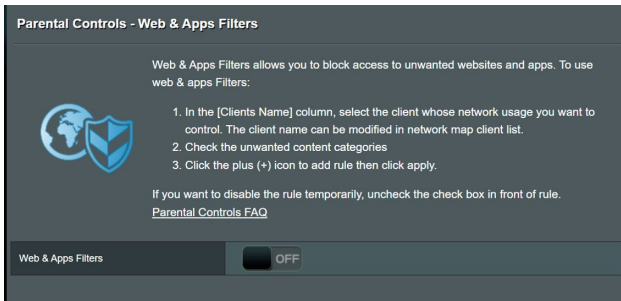 Parental Controls - Web & Apps Filters
Web & Apps Filters allows you to block access to unwanted websites and apps. To use
web & apps Filters:
1. In the [Clients Name] column, select the client whose network usage you want to
control. The client name can be modified in network map client list.
2. Check the unwanted content categories
3. Click the plus (+) icon to add rule then click apply.
If you want to disable the rule temporarily, uncheck the check box in front of rule.
Parental Controls FAQ
Web & Apps Filters OFF